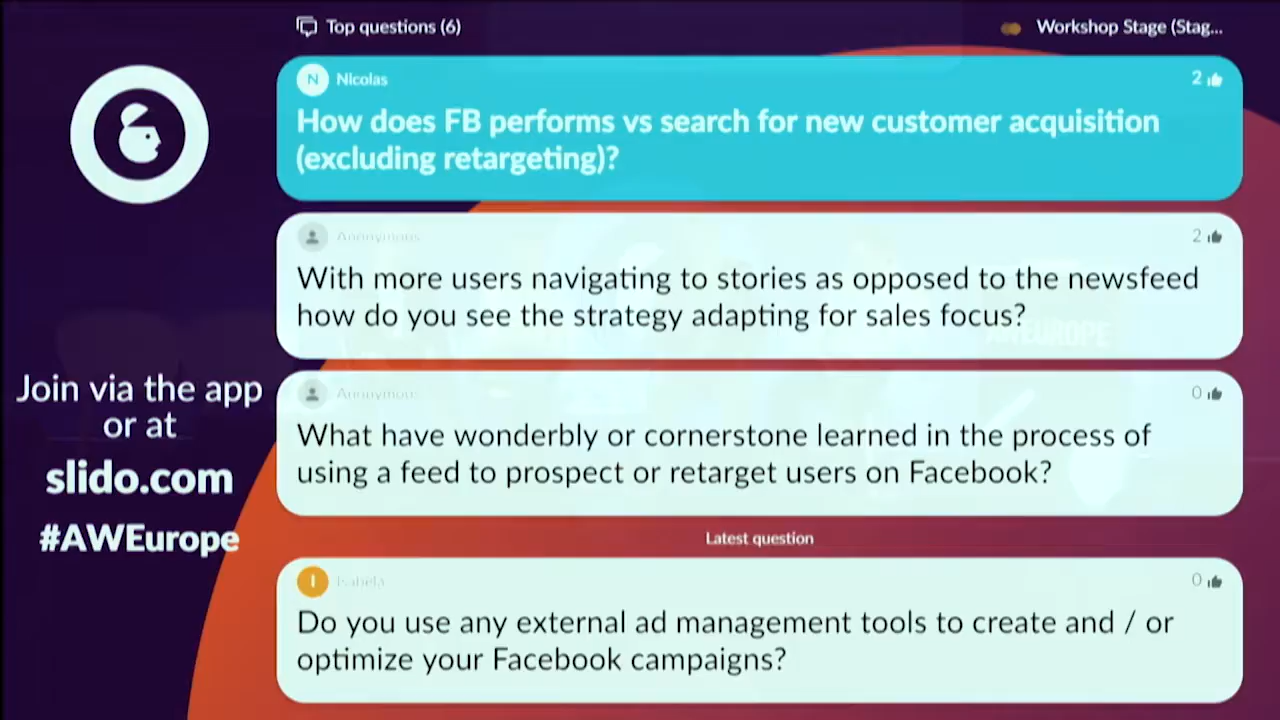 Top questions (6)
Workshop Stage (Stag...
N Nicolas
2
How does FB performs vs search for new customer acquisition
(excluding retargeting)?
Anonymous
2
With more users navigating to stories as opposed to the newsfeed
how do you see the strategy adapting for sales focus?
Anonymous
0
What have wonderbly or cornerstone learned in the process of
using a feed to prospect or retarget users on Facebook?
Latest question
I Isabela
0
Do you use any external ad management tools to create and / or
optimize your Facebook campaigns?
Join via the app
or at
slido.com
#AWEurope